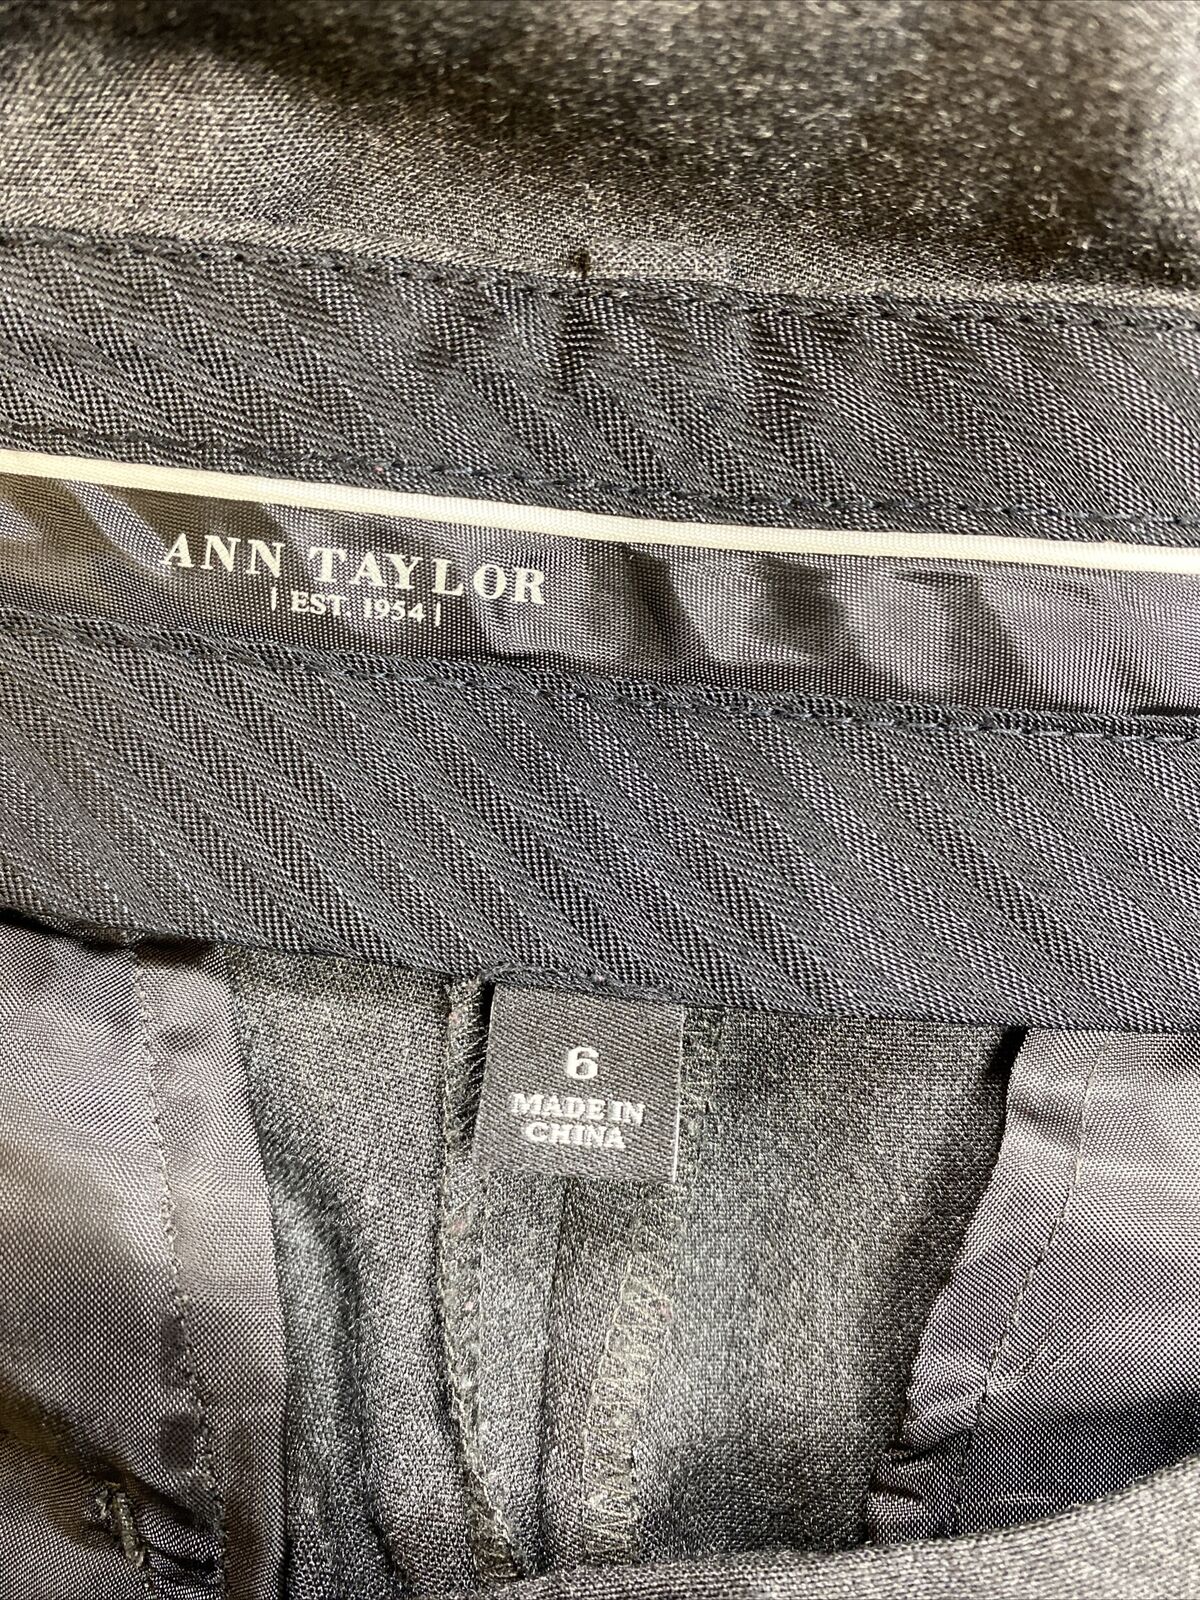 ANN TAYLOR
| EST. 1954 |
6
MADE IN
CHINA